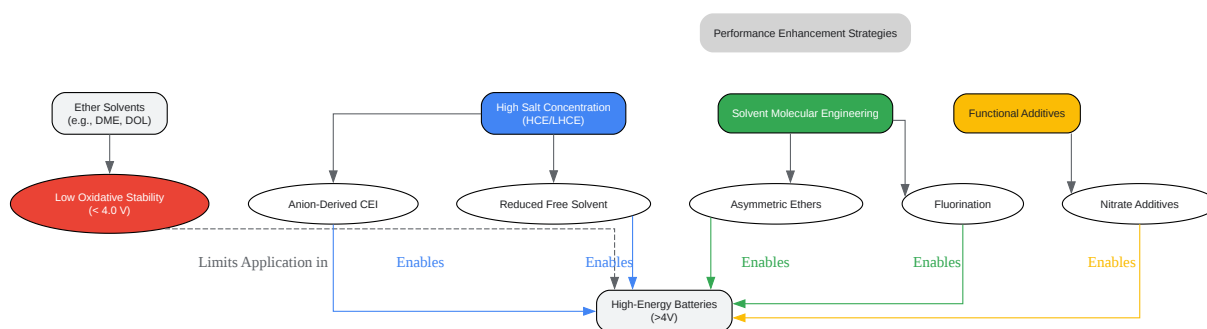 Performance Enhancement Strategies
Ether Solvents
(e.g., DME, DOL)
High Salt Concentration
(HCE/LHCE)
Solvent Molecular Engineering
Functional Additives
Low Oxidative Stability
(< 4.0 V)
Anion-Derived CEI
Reduced Free Solvent
Asymmetric Ethers
Fluorination
Nitrate Additives
Limits Application in
Enables
Enables
Enables
Enables
Enables
High-Energy Batteries
(>4V)